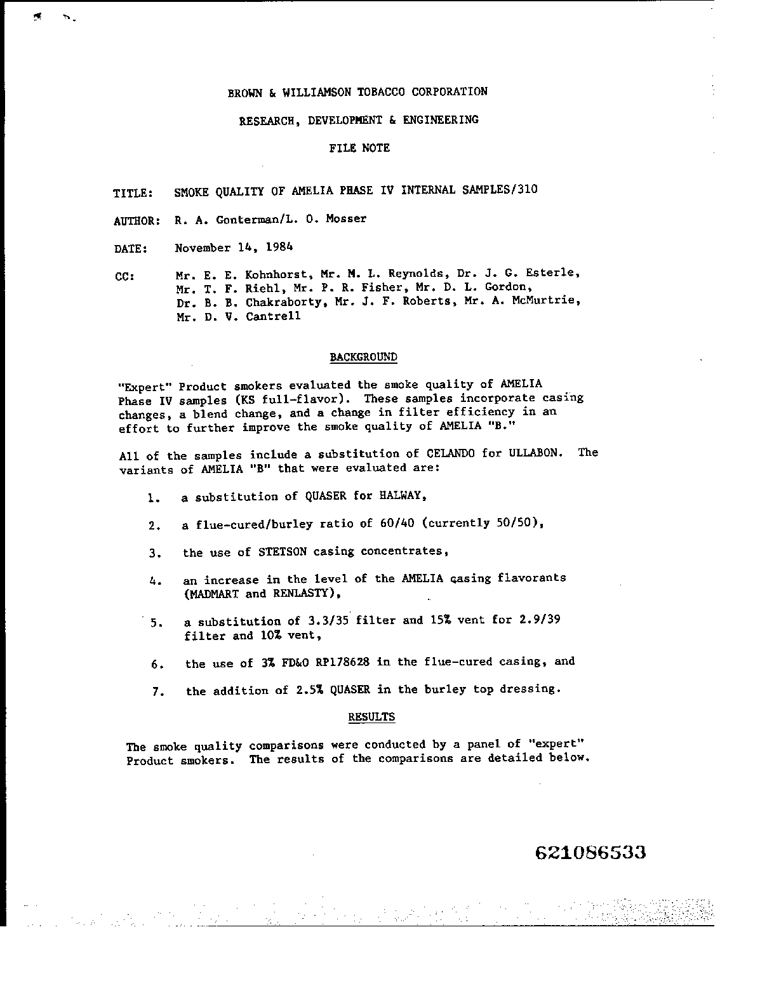 BROWN & WILLIAMSON TOBACCO CORPORATION
RESEARCH, DEVELOPMENT & ENGINEERING
FILE NOTE
TITLE: SMOKE QUALITY OF AMELIA PHASE IV INTERNAL SAMPLES/310
AUTHOR: R. A. Gonterman/L. O. Mosser
DATE: November 14, 1984
CC: Mr. E. E. Kohnhorst, Mr. M. L. Reynolds, Dr. J. G. Esterle,
Mr. T. F. Riehl, Mr. P. R. Fisher, Mr. D. L. Gordon,
Dr. B. B. Chakraborty, Mr. J. F. Roberts, Mr. A. McMurtrie,
Mr. D. V. Cantrell
BACKGROUND
"Expert" Product smokers evaluated the smoke quality of AMELIA
Phase IV samples (KS full-flavor). These samples incorporate casing
changes, a blend change, and a change in filter efficiency in an
effort to further improve the smoke quality of AMELIA "B."
All of the samples include a substitution of CELANDO for ULLABON. The
variants of AMELIA "B" that were evaluated are:
1. a substitution of QUASER for HALWAY,
2. a flue-cured/burley ratio of 60/40 (currently 50/50),
3. the use of STETSON casing concentrates,
4. an increase in the level of the AMELIA casing flavorants
(MADMART and RENLASTY),
5. a substitution of 3.3/35 filter and 15% vent for 2.9/39
filter and 10% vent,
6. the use of 3% FD&O RP178628 in the flue-cured casing, and
7. the addition of 2.5% QUASER in the burley top dressing.
RESULTS
The smoke quality comparisons were conducted by a panel of "expert"
Product smokers. The results of the comparisons are detailed below.
621086533